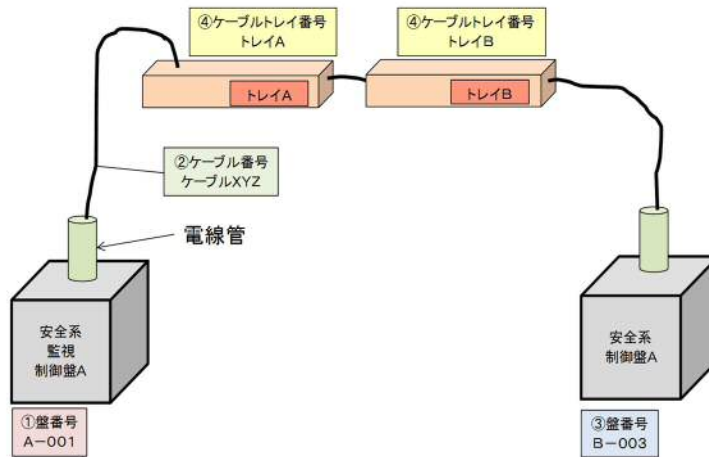 ④ケーブルトレイ番号
トレイA
④ケーブルトレイ番号
トレイB
トレイA
トレイB
②ケーブル番号
ケーブルXYZ
電線管
安全系
監視
制御盤A
安全系
制御盤A
①盤番号
A-001
③盤番号
B-003